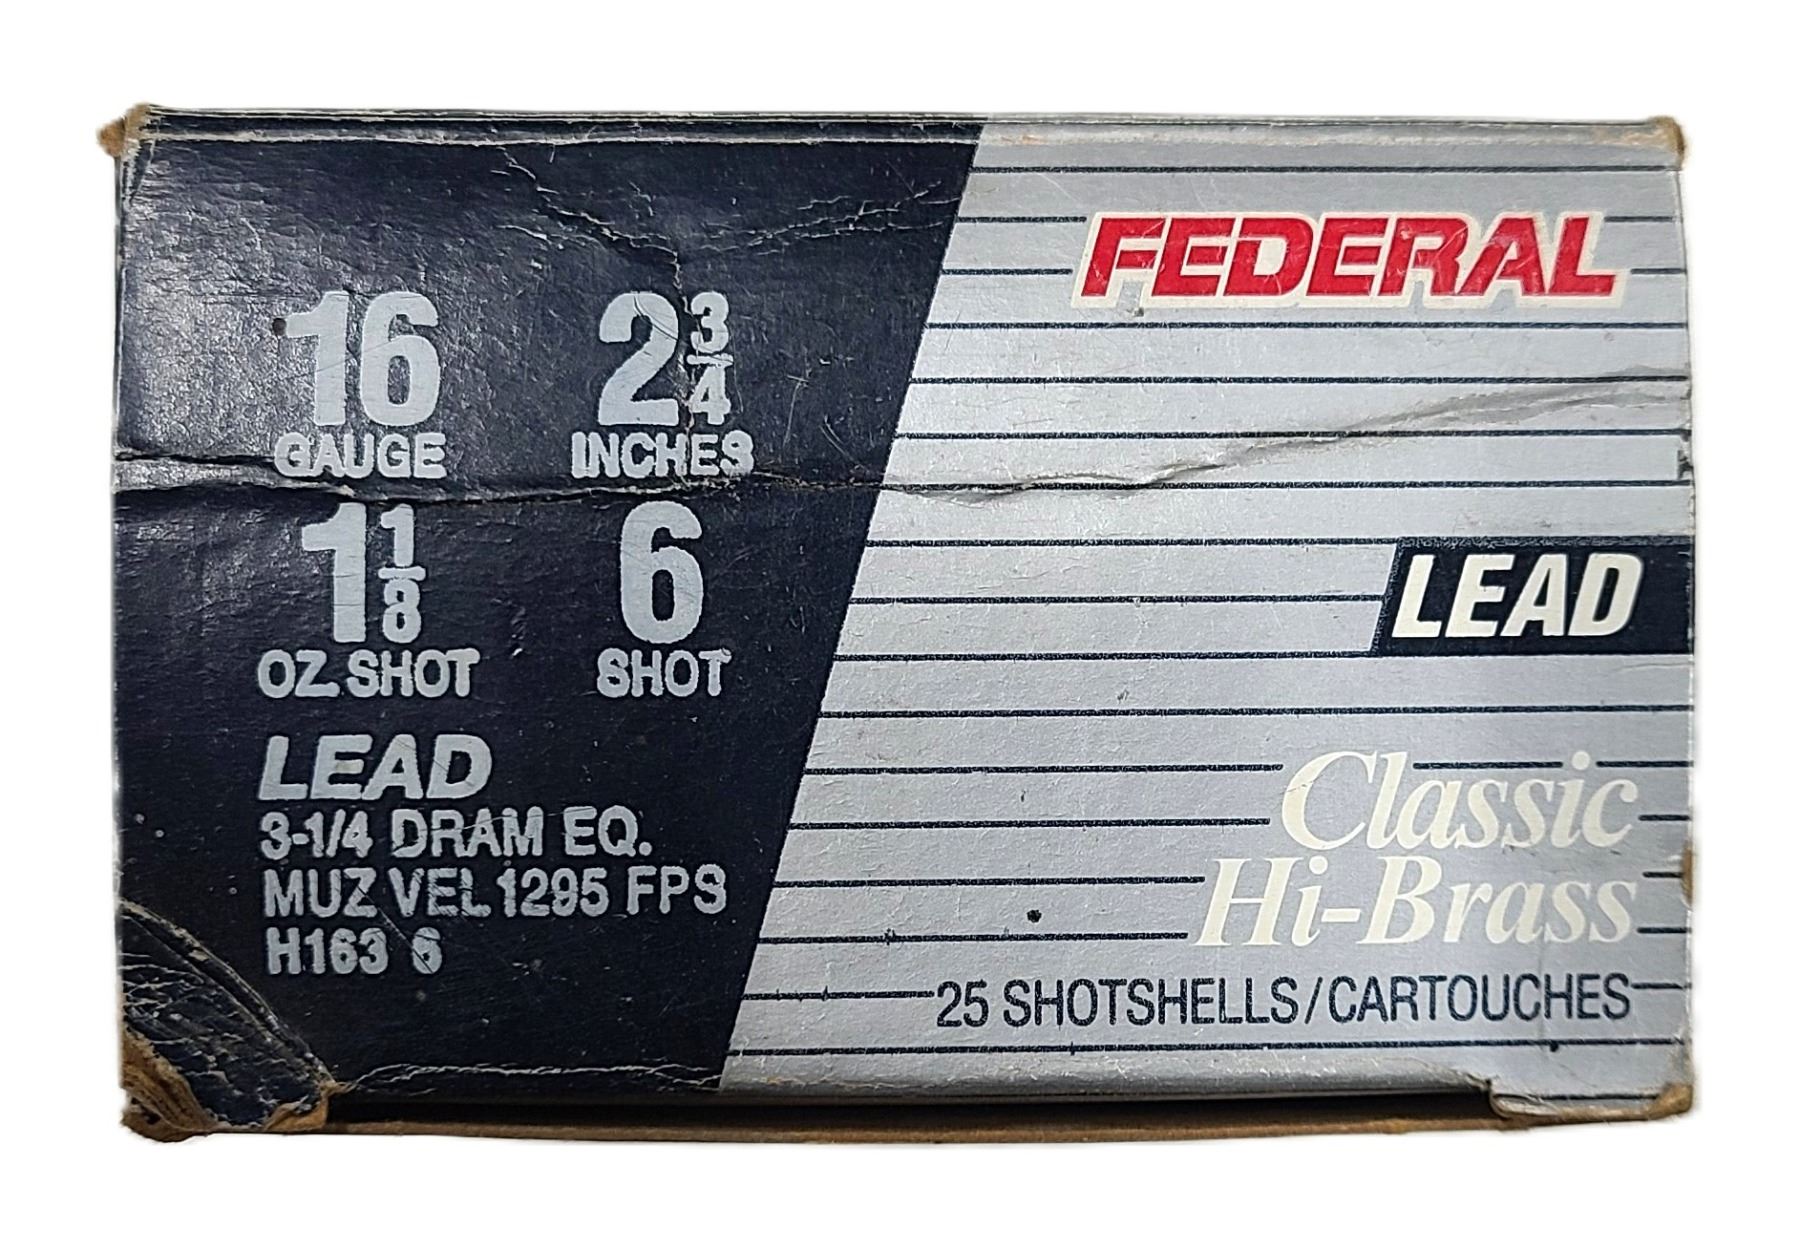 FEDERAL
16 2 3/4
GAUGE INCHES
1 1/8 6
OZ. SHOT SHOT
LEAD
LEAD
3-1/4 DRAM EQ.
MUZ VEL 1295 FPS
H163 6
Classic
Hi-Brass
25 SHOTSHELLS/CARTOUCHES